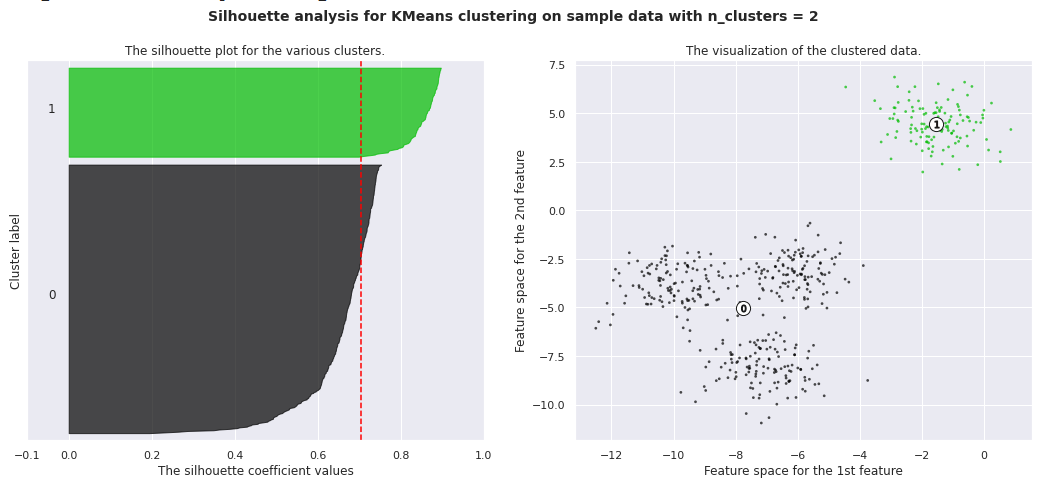 Silhouette analysis for KMeans clustering on sample data with n_clusters = 2
The silhouette plot for the various clusters.
1
0
Cluster label
−0.1 0.0 0.2 0.4 0.6 0.8 1.0
The silhouette coefficient values
The visualization of the clustered data.
7.5
5.0
2.5
0.0
−2.5
−5.0
−7.5
−10.0
Feature space for the 2nd feature
1
0
−12 −10 −8 −6 −4 −2 0
Feature space for the 1st feature